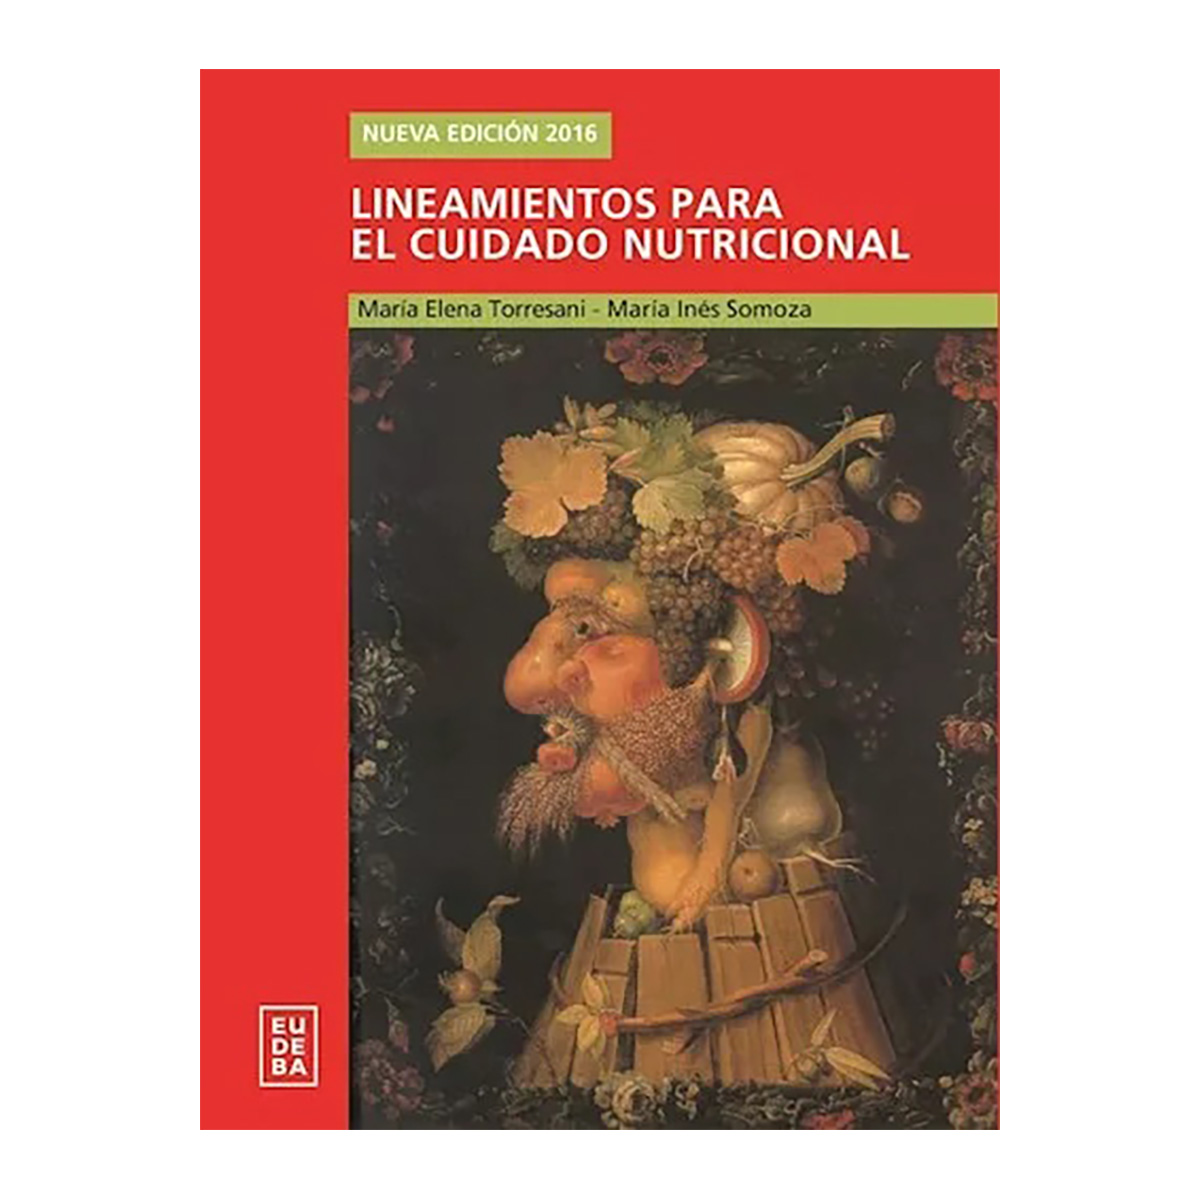 NUEVA EDICIÓN 2016
LINEAMIENTOS PARA
EL CUIDADO NUTRICIONAL
María Elena Torresani - María Inés Somoza
EU
DE
BA